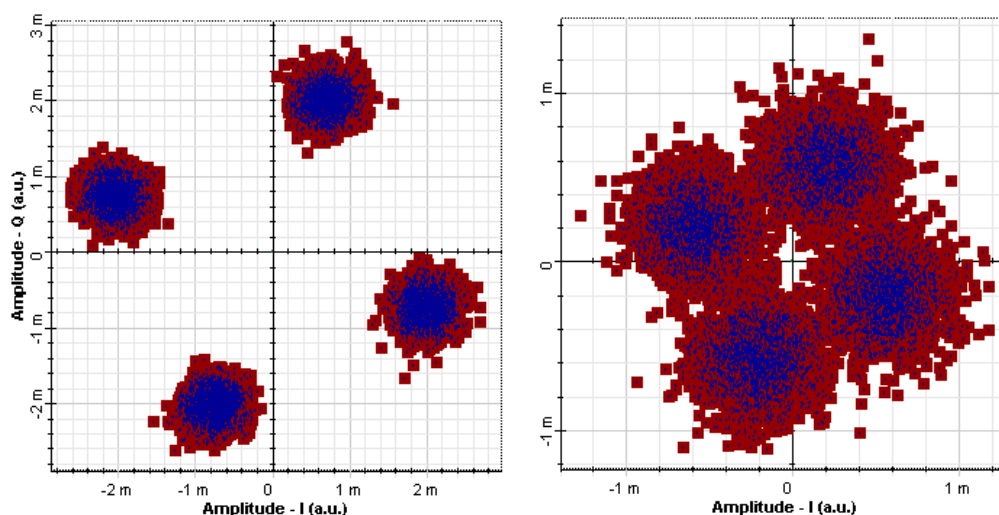 3 m
2 m
1 m
0
-1 m
-2 m
Amplitude - Q (a.u.)
-2 m -1 m 0 1 m 2 m
Amplitude - I (a.u.)
1 m
0
-1 m
-1 m 0 1 m
Amplitude - I (a.u.)